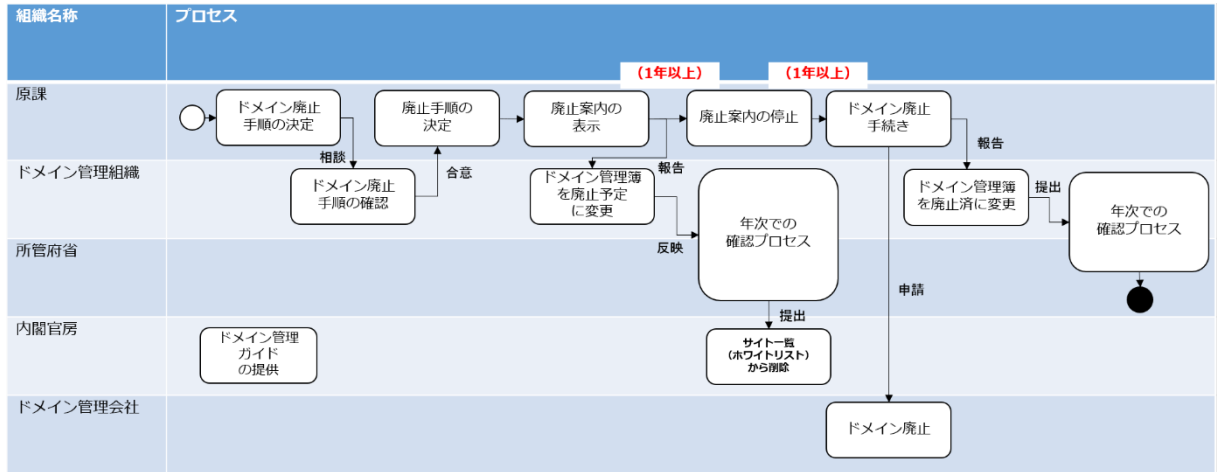 組織名称
プロセス
(1年以上)
(1年以上)
原課
ドメイン廃止
手順の決定
廃止手順の
決定
廃止案内の
表示
廃止案内の停止
ドメイン廃止
手続き
相談
合意
報告
報告
ドメイン管理組織
ドメイン廃止
手順の確認
ドメイン管理簿
を廃止予定
に変更
反映
年次での
確認プロセス
ドメイン管理簿
を廃止済に変更
提出
年次での
確認プロセス
所管府省
申請
提出
内閣官房
ドメイン管理
ガイド
の提供
サイト一覧
(ホワイトリスト)
から削除
ドメイン管理会社
ドメイン廃止